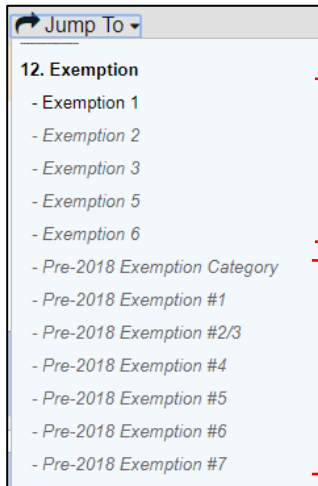 Jump To
12. Exemption
- Exemption 1
- Exemption 2
- Exemption 3
- Exemption 5
- Exemption 6
- Pre-2018 Exemption Category
- Pre-2018 Exemption #1
- Pre-2018 Exemption #2/3
- Pre-2018 Exemption #4
- Pre-2018 Exemption #5
- Pre-2018 Exemption #6
- Pre-2018 Exemption #7